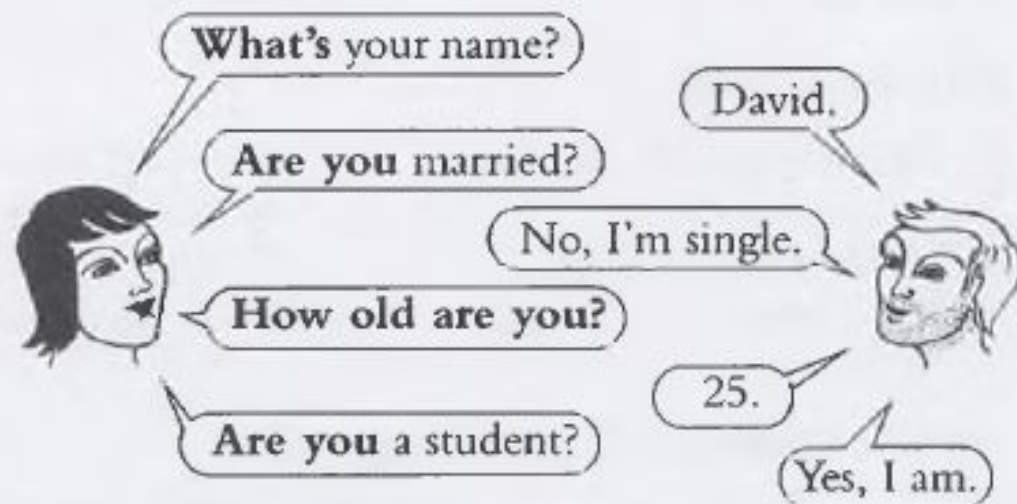 What's your name?
David.
Are you married?
No, I'm single.
How old are you?
25.
Are you a student?
Yes, I am.